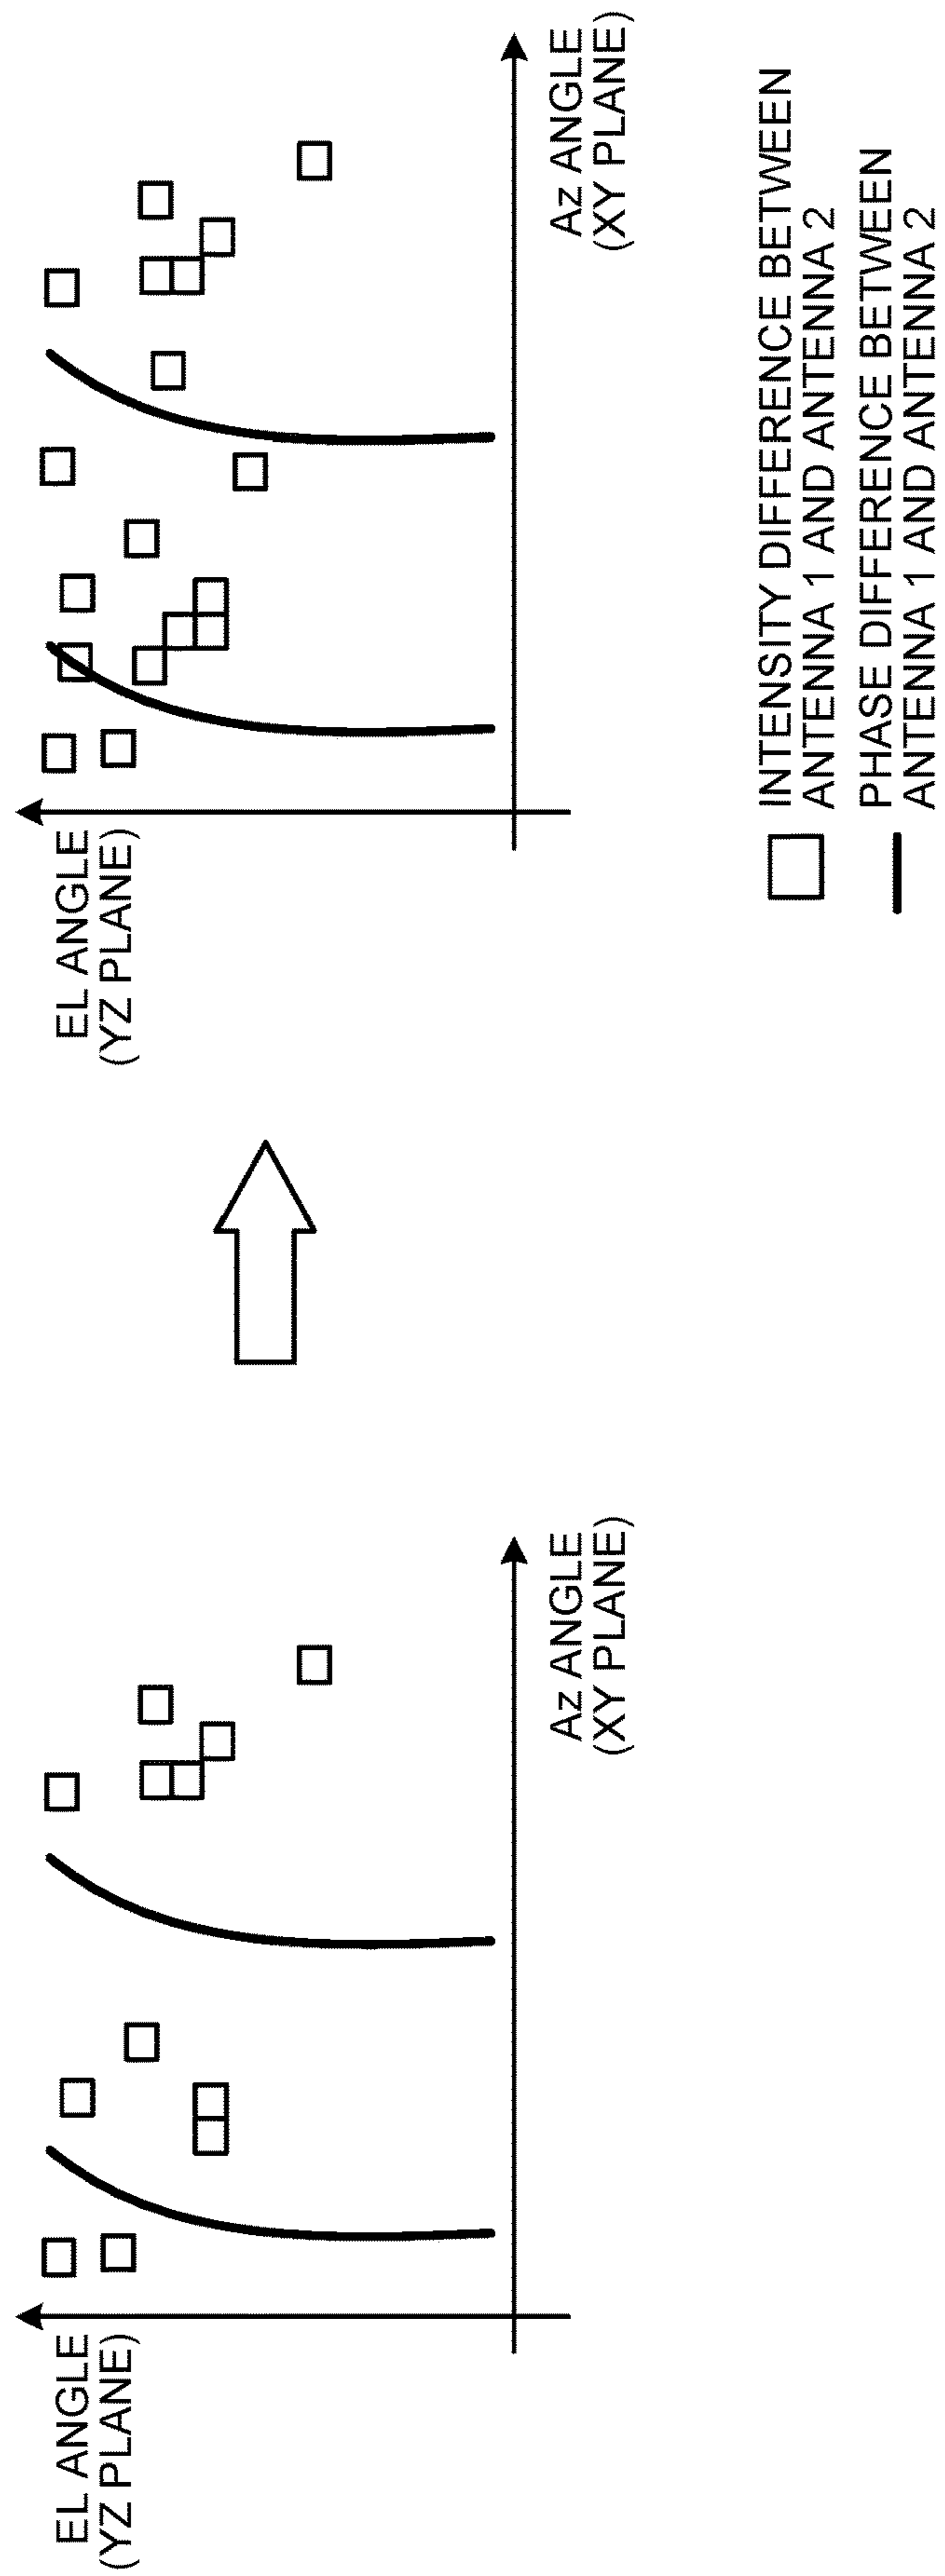 EL ANGLE
(YZ PLANE)
Az ANGLE
(XY PLANE)
EL ANGLE
(YZ PLANE)
Az ANGLE
(XY PLANE)
INTENSITY DIFFERENCE BETWEEN
ANTENNA 1 AND ANTENNA 2
PHASE DIFFERENCE BETWEEN
ANTENNA 1 AND ANTENNA 2